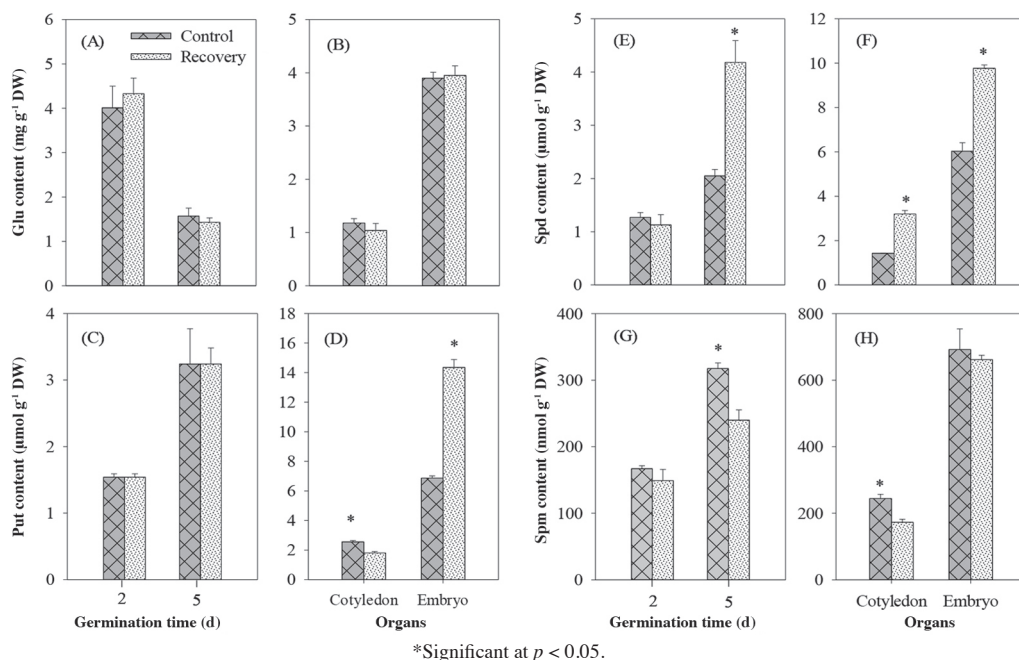 (A)
Control
Recovery
Glu content (mg g⁻¹ DW)
6
5
4
3
2
1
0
(B)
5
4
3
2
1
0
(E)
*
Spd content (μmol g⁻¹ DW)
5
4
3
2
1
0
(F)
*
*
12
10
8
6
4
2
0
(C)
Put content (μmol g⁻¹ DW)
4
3
2
1
0
2
5
Germination time (d)
(D)
*
*
18
16
14
12
10
8
6
4
2
0
Cotyledon
Embryo
Organs
(G)
*
Spm content (nmol g⁻¹ DW)
400
300
200
100
0
2
5
Germination time (d)
(H)
*
800
600
400
200
0
Cotyledon
Embryo
Organs
*Significant at p < 0.05.